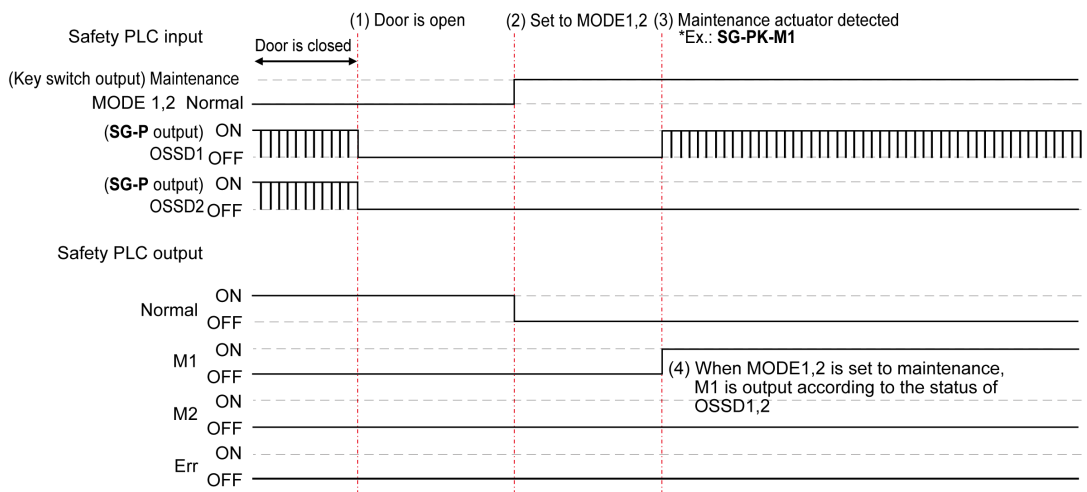 Safety PLC input
(1) Door is open
(2) Set to MODE1,2
(3) Maintenance actuator detected
*Ex.: SG-PK-M1
Door is closed
(Key switch output) Maintenance
MODE 1,2 Normal
(SG-P output) ON
OSSD1 OFF
(SG-P output) ON
OSSD2 OFF
Safety PLC output
ON
Normal
OFF
ON
M1
OFF
(4) When MODE1,2 is set to maintenance,
M1 is output according to the status of
OSSD1,2
ON
M2
OFF
ON
Err
OFF